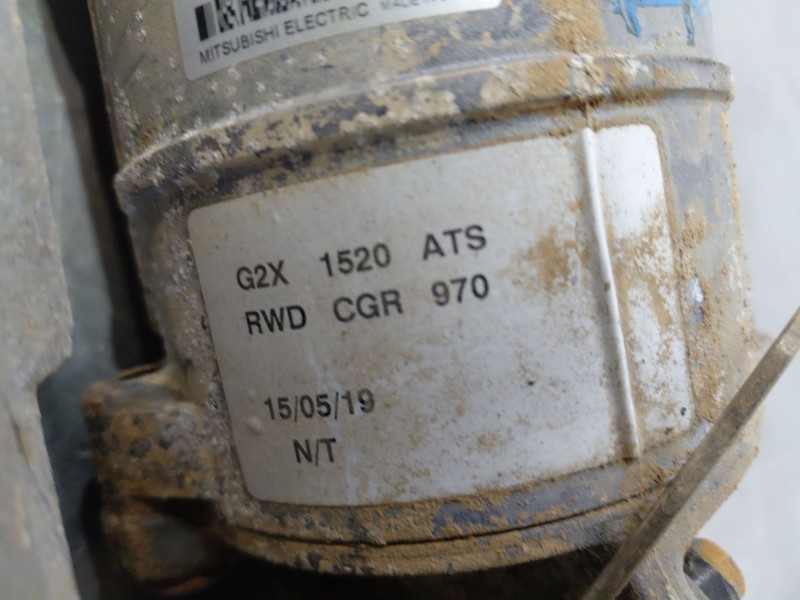 MITSUBISHI ELECTRIC
G2X 1520 ATS
RWD CGR 970
15/05/19
N/T